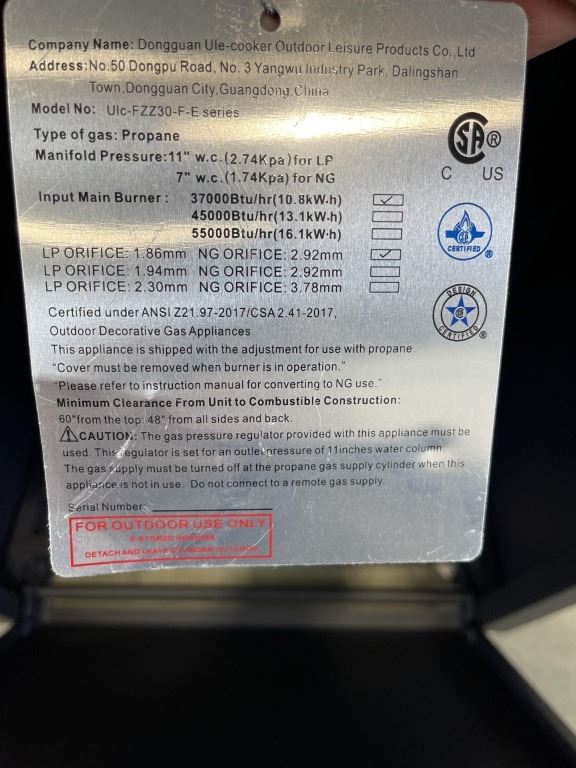 Company Name: Dongguan Ule-cooker Outdoor Leisure Products Co.,Ltd
Address:No.50 Dongpu Road, No. 3 Yangwu Industry Park, Dalingshan
Town,Dongguan City,Guangdong,China
Model No: Ulc-FZZ30-F-E series
Type of gas: Propane
Manifold Pressure:11" w.c.(2.74Kpa)for LP
7" w.c.(1.74Kpa) for NG
Input Main Burner: 37000Btu/hr(10.8kW·h)
45000Btu/hr(13.1kW·h)
55000Btu/hr(16.1kW·h)
LP ORIFICE: 1.86mm NG ORIFICE: 2.92mm
LP ORIFICE: 1.94mm NG ORIFICE: 2.92mm
LP ORIFICE: 2.30mm NG ORIFICE: 3.78mm
SA ®
C US
CERTIFIED ®
DESIGN CERTIFIED ®
Certified under ANSI Z21.97-2017/CSA 2.41-2017,
Outdoor Decorative Gas Appliances
This appliance is shipped with the adjustment for use with propane.
"Cover must be removed when burner is in operation."
"Please refer to instruction manual for converting to NG use."
Minimum Clearance From Unit to Combustible Construction:
60"from the top; 48" from all sides and back.
CAUTION: The gas pressure regulator provided with this appliance must be
used. This regulator is set for an outlet pressure of 11inches water column.
The gas supply must be turned off at the propane gas supply cylinder when this
appliance is not in use. Do not connect to a remote gas supply.
Serial Number:
FOR OUTDOOR USE ONLY
IF STORED INDOORS
DETACH AND LEAVE CYLINDER OUTDOOR